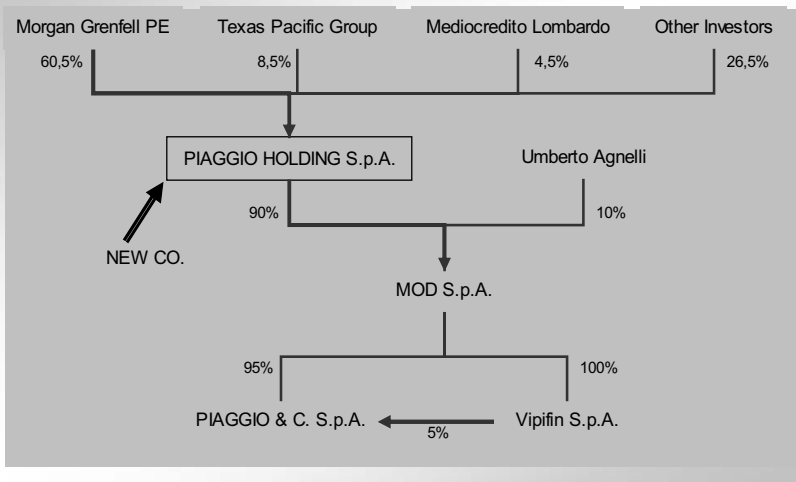 Morgan Grenfell PE
Texas Pacific Group
Mediocredito Lombardo
Other Investors
60,5%
8,5%
4,5%
26,5%
PIAGGIO HOLDING S.p.A.
Umberto Agnelli
90%
10%
NEW CO.
MOD S.p.A.
95%
100%
PIAGGIO & C. S.p.A.
Vipifin S.p.A.
5%